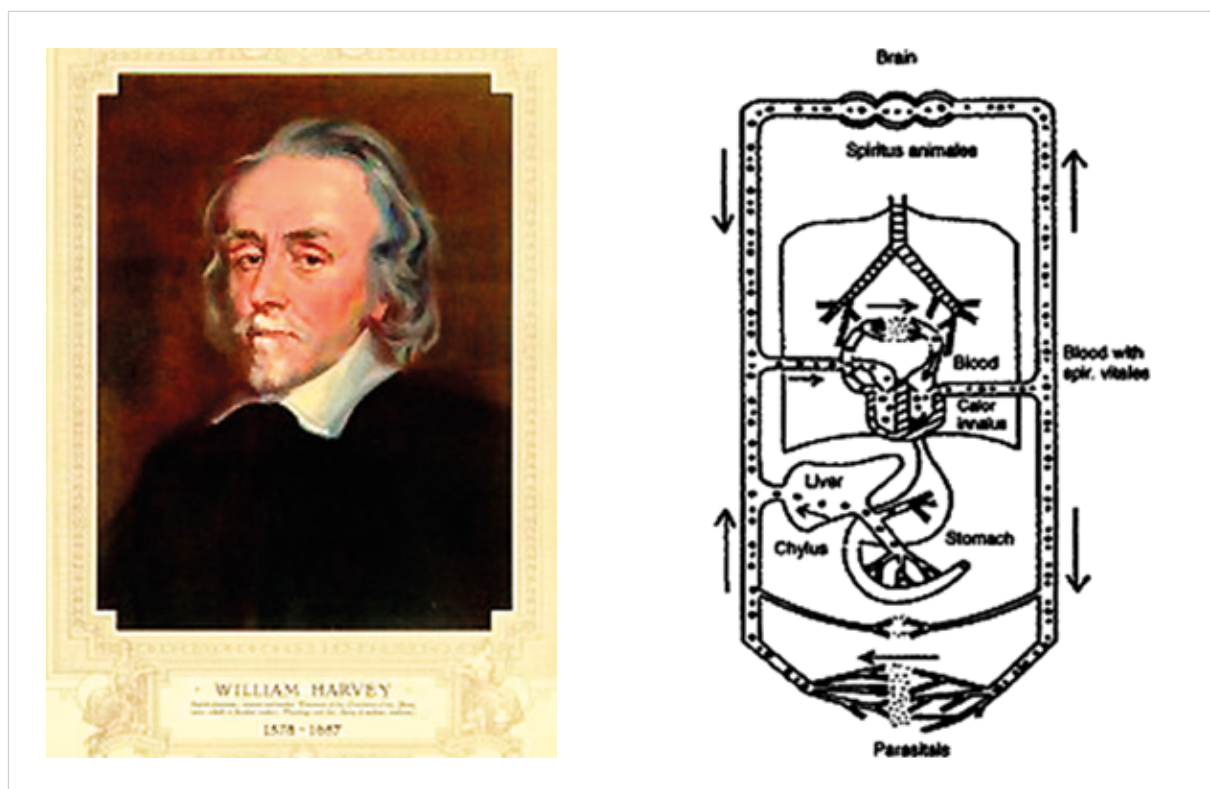 WILLIAM HARVEY
1578 - 1657
Brain
Spiritus animales
Blood
Blood with
spir. vitales
Calor
innatus
Liver
Chylus
Stomach
Parasitals